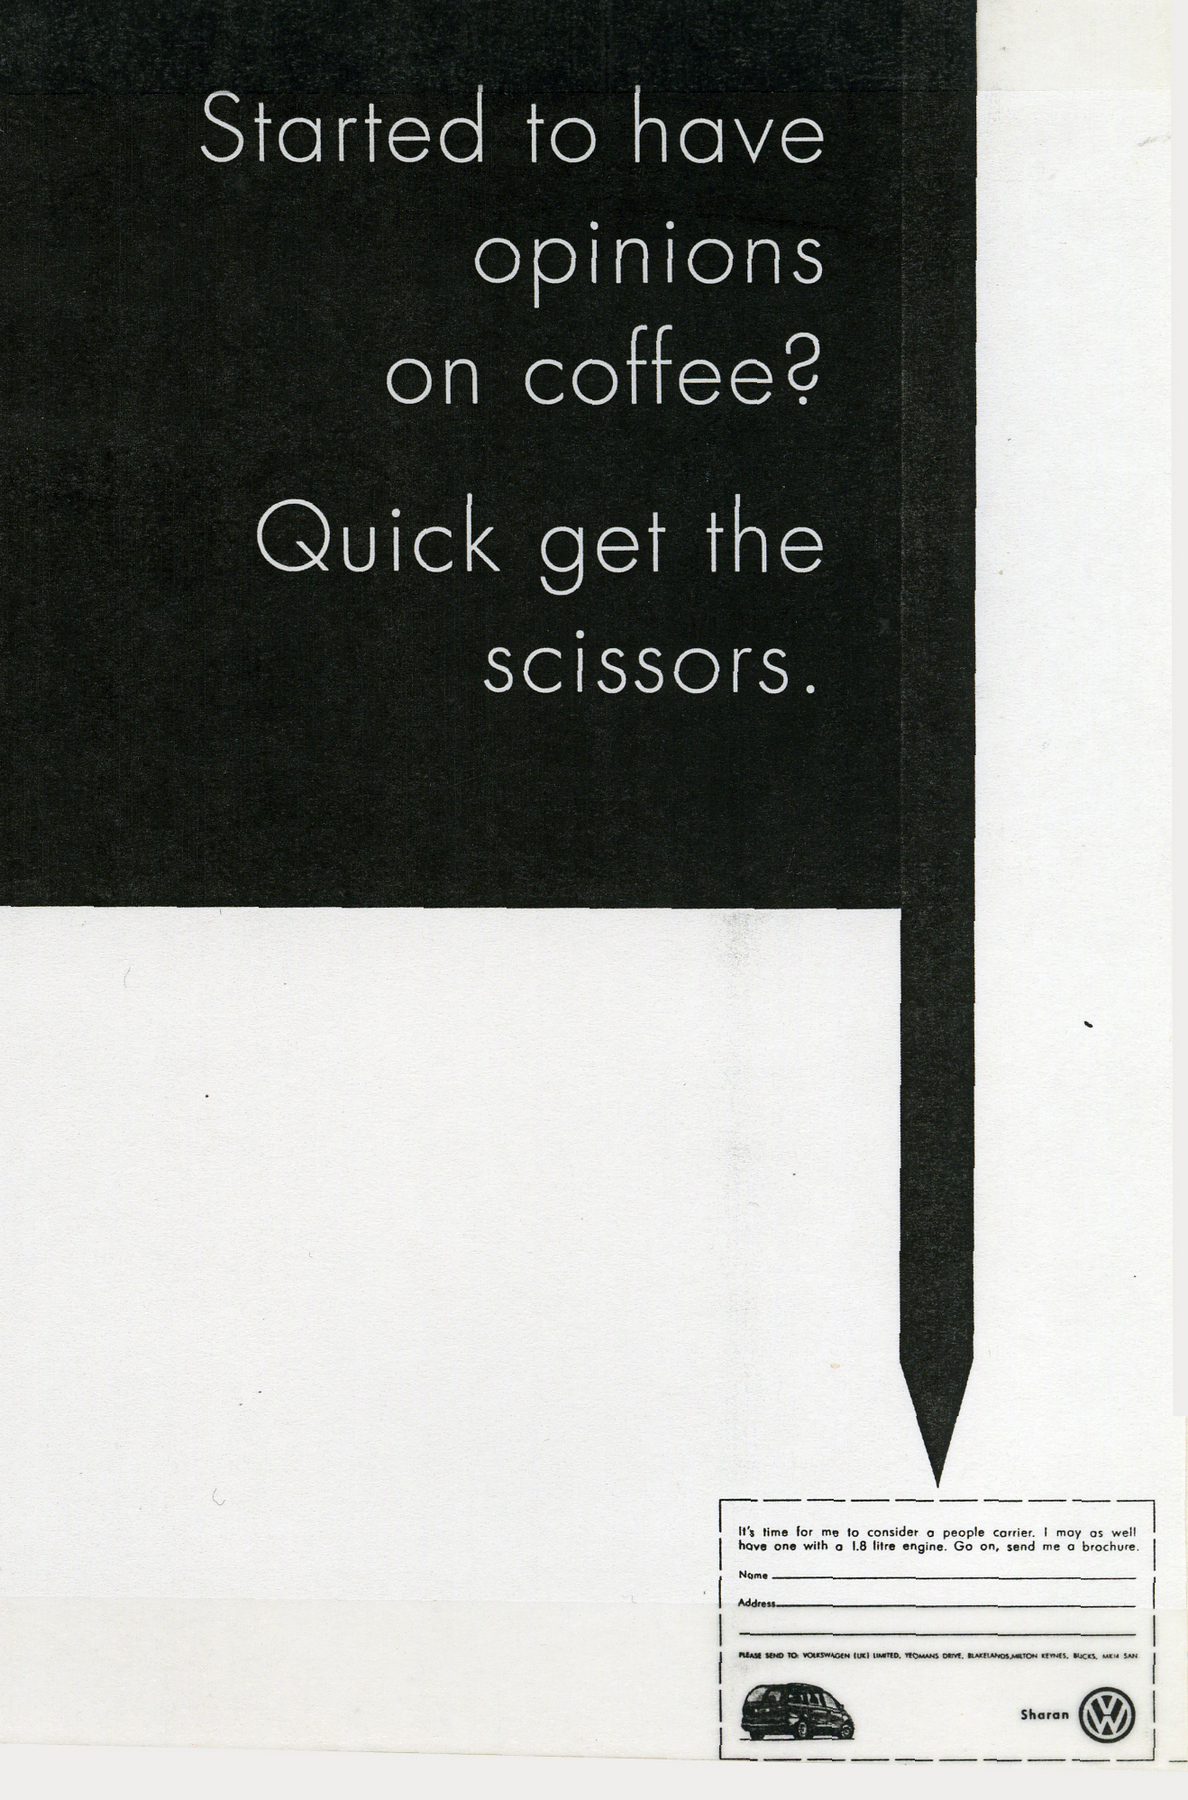 Started to have
opinions
on coffee?
Quick get the
scissors.
It's time for me to consider a people carrier. I may as well
have one with a 1.8 litre engine. Go on, send me a brochure.
Name
Address
PLEASE SEND TO: VOLKSWAGEN (UK) LIMITED, YEOMANS DRIVE, BLAKELANDS,MILTON KEYNES, BUCKS, MK14 5AN
Sharan